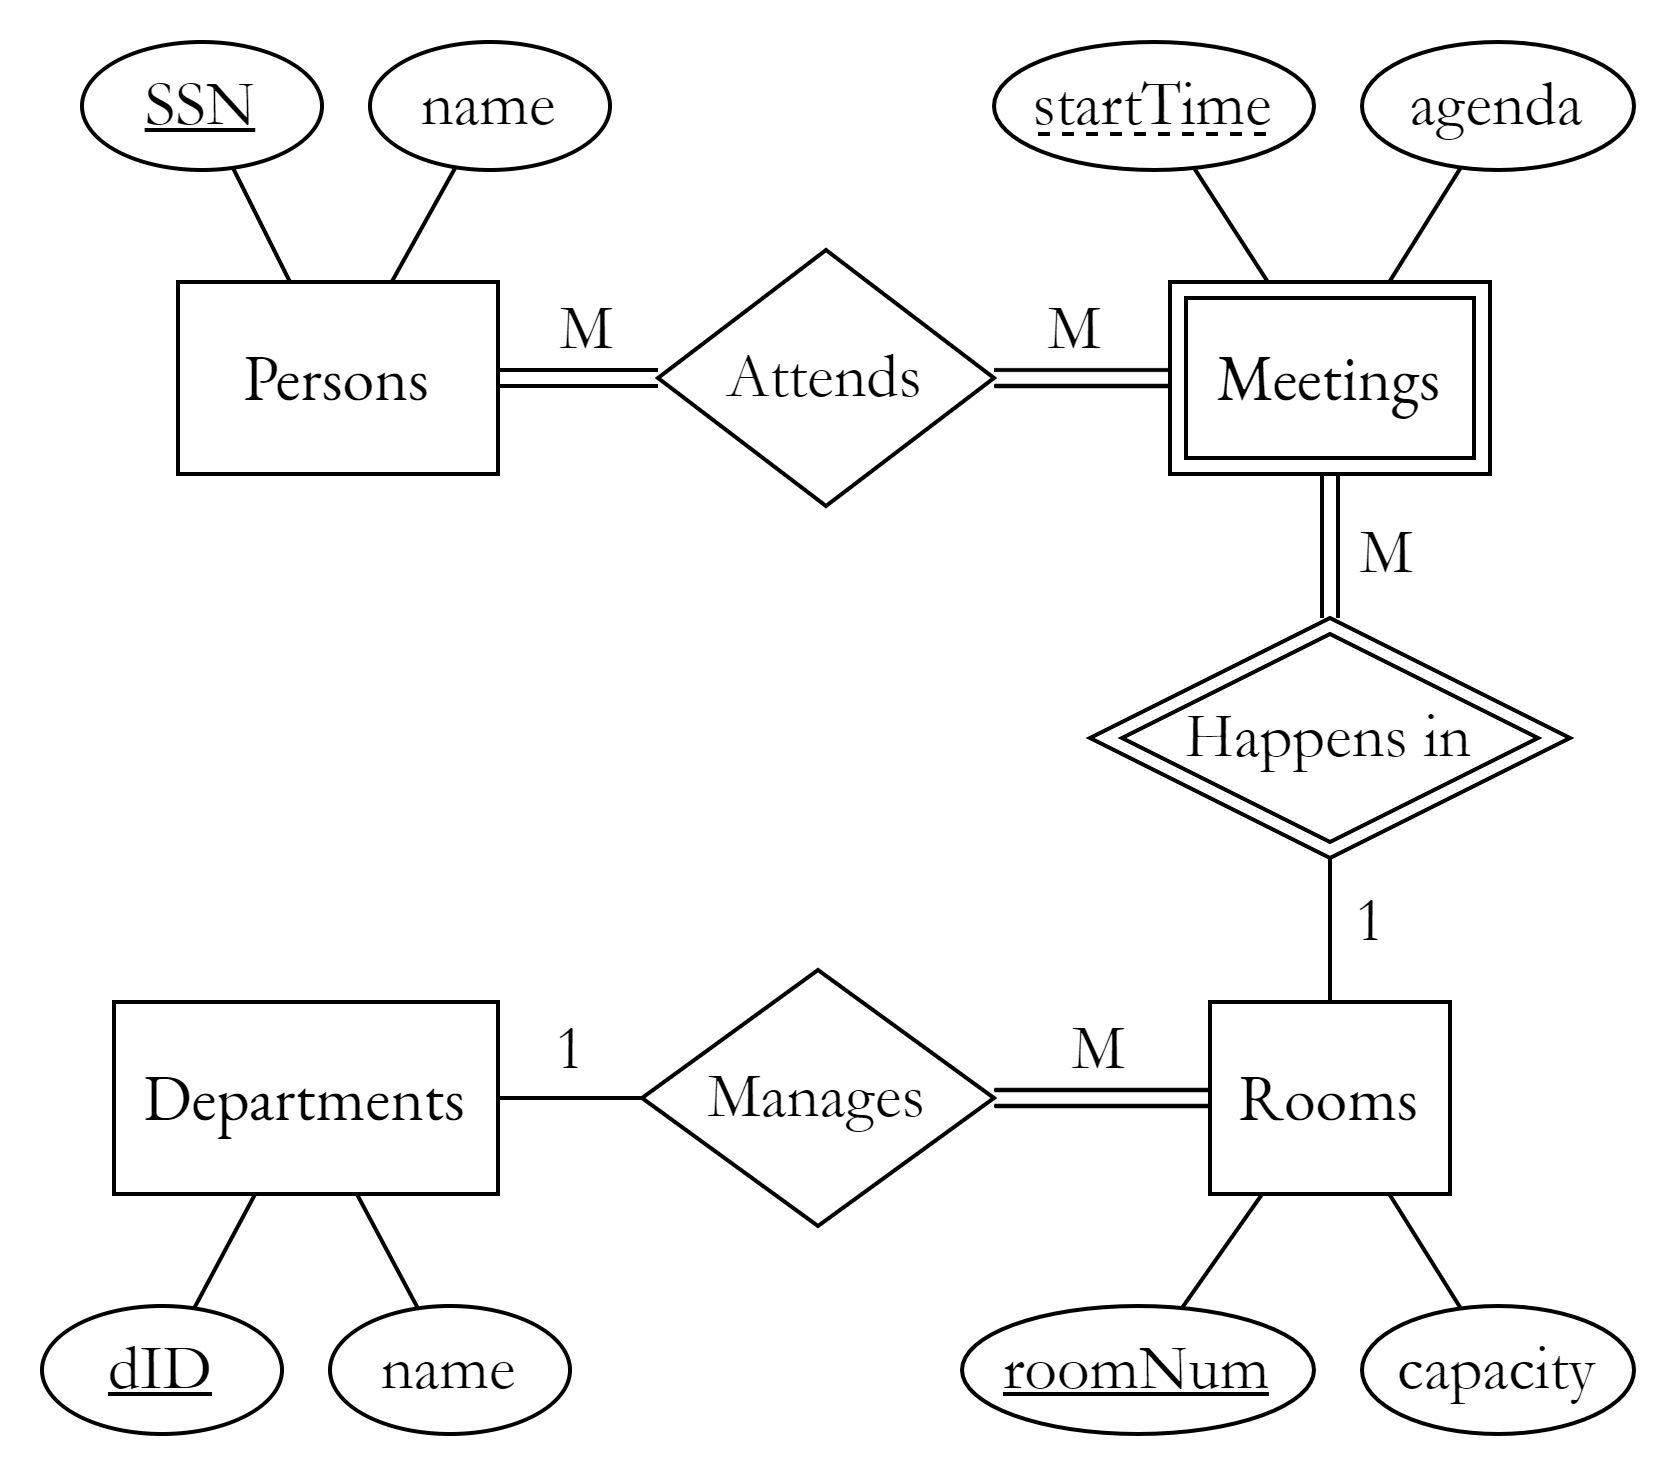 SSN
name
startTime
agenda
Persons
M
Attends
M
Meetings
M
Happens in
1
Departments
1
Manages
M
Rooms
dID
name
roomNum
capacity